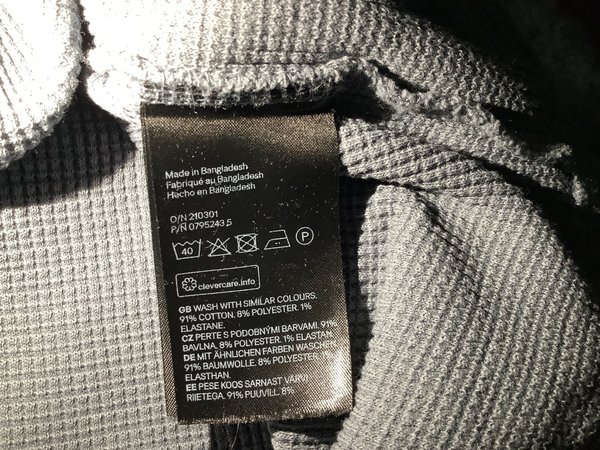 Made in Bangladesh
Fabriqué au Bangladesh
Hecho en Bangladesh
O/N 210301
P/N 0795243.5
40
P
clevercare.info
GB WASH WITH SIMILAR COLOURS.
91% COTTON. 8% POLYESTER. 1%
ELASTANE.
CZ PERTE S PODOBNÝMI BARVAMI. 91%
BAVLNA. 8% POLYESTER. 1% ELASTAN.
DE MIT ÄHNLICHEN FARBEN WASCHEN.
91% BAUMWOLLE. 8% POLYESTER. 1%
ELASTHAN.
EE PESE KOOS SARNAST VÄRVI
RIIETEGA. 91% PUUVILL. 8%